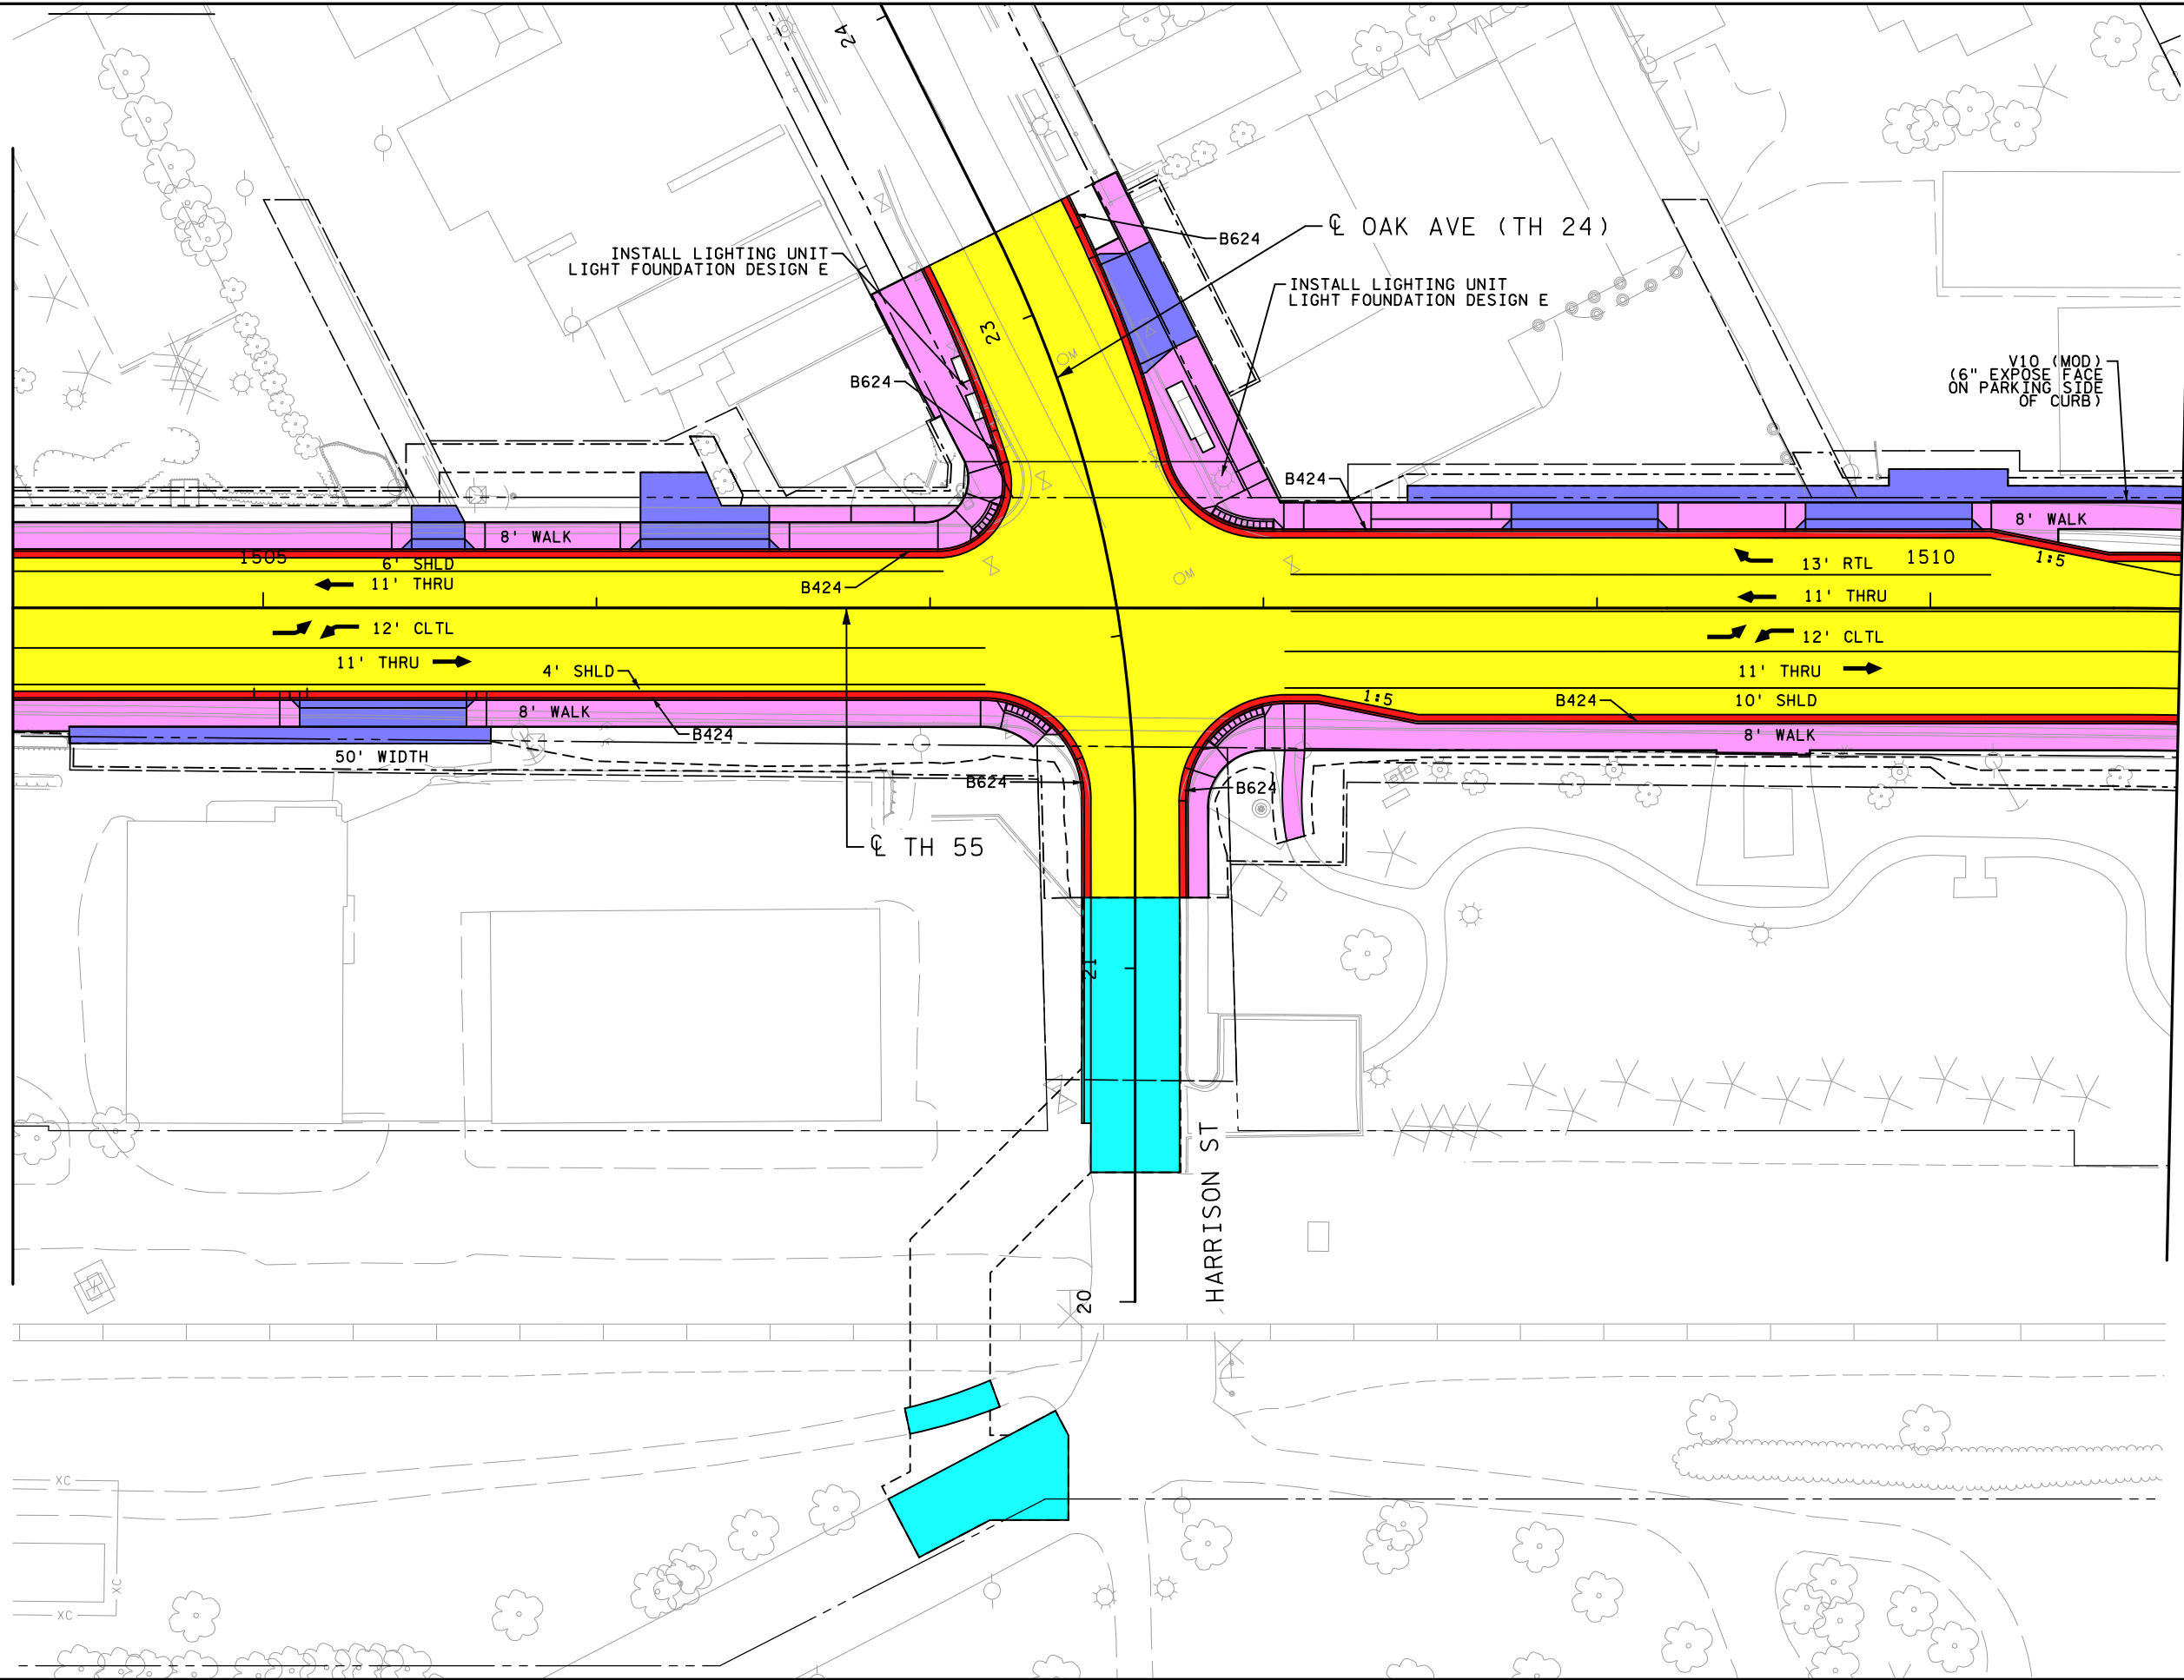 24
INSTALL LIGHTING UNIT
LIGHT FOUNDATION DESIGN E
B624
℄ OAK AVE (TH 24)
INSTALL LIGHTING UNIT
LIGHT FOUNDATION DESIGN E
23
M
B624
V10 (MOD)
(6" EXPOSE FACE
ON PARKING SIDE
OF CURB)
B424
8' WALK
8' WALK
1505
6' SHLD
11' THRU
B424
M
13' RTL
1510
1:5
11' THRU
12' CLTL
12' CLTL
11' THRU
4' SHLD
11' THRU
1:5
B424
10' SHLD
8' WALK
B424
8' WALK
50' WIDTH
B624
B624
℄ TH 55
21
HARRISON ST
20
XC
XC
XC